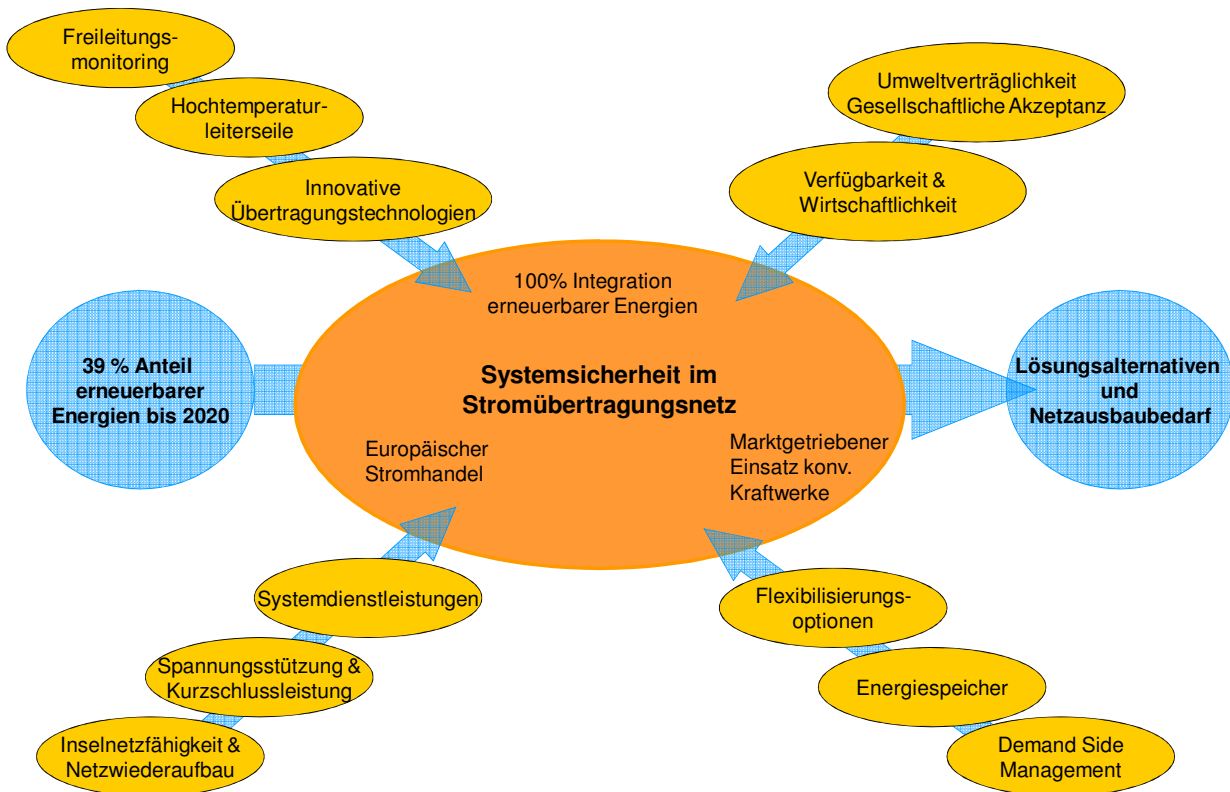 Freileitungs-
monitoring
Hochtemperatur-
leiterseile
Innovative
Übertragungstechnologien
Umweltverträglichkeit
Gesellschaftliche Akzeptanz
Verfügbarkeit &
Wirtschaftlichkeit
100% Integration
erneuerbarer Energien
39 % Anteil
erneuerbarer
Energien bis 2020
Systemsicherheit im
Stromübertragungsnetz
Lösungsalternativen
und
Netzausbaubedarf
Europäischer
Stromhandel
Marktgetriebener
Einsatz konv.
Kraftwerke
Systemdienstleistungen
Spannungsstützung &
Kurzschlussleistung
Inselnetzfähigkeit &
Netzwiederaufbau
Flexibilisierungs-
optionen
Energiespeicher
Demand Side
Management